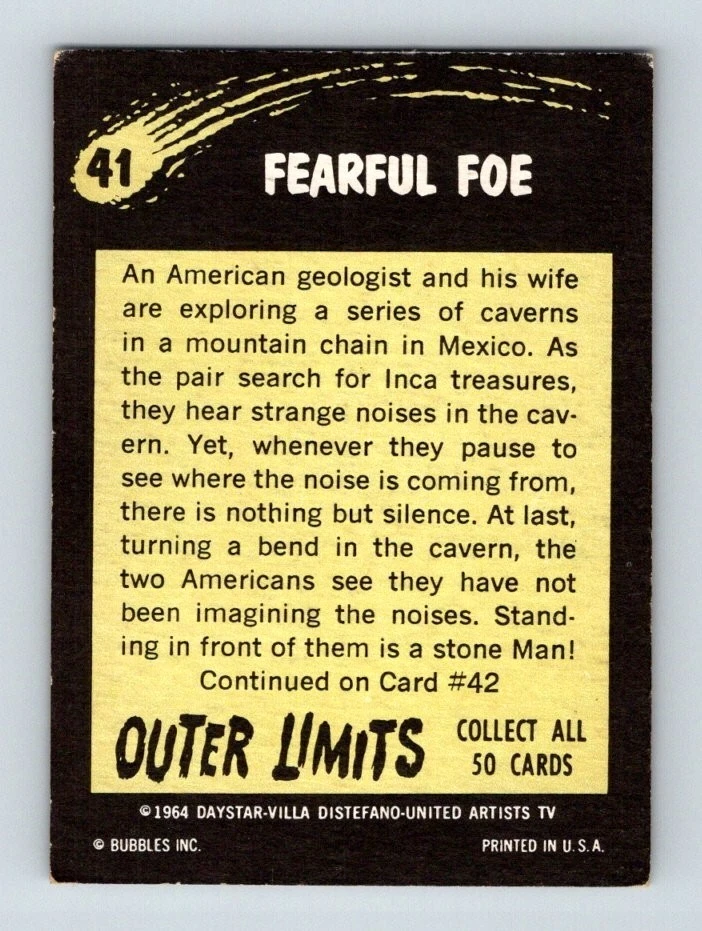 41
FEARFUL FOE
An American geologist and his wife
are exploring a series of caverns
in a mountain chain in Mexico. As
the pair search for Inca treasures,
they hear strange noises in the cav-
ern. Yet, whenever they pause to
see where the noise is coming from,
there is nothing but silence. At last,
turning a bend in the cavern, the
two Americans see they have not
been imagining the noises. Stand-
ing in front of them is a stone Man!
Continued on Card #42
OUTER LIMITS
COLLECT ALL
50 CARDS
©1964 DAYSTAR-VILLA DISTEFANO-UNITED ARTISTS TV
© BUBBLES INC.
PRINTED IN U.S.A.